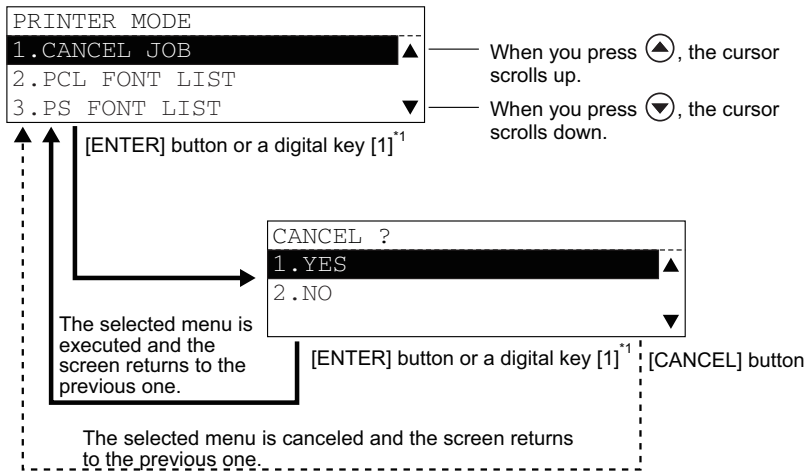 PRINTER MODE
1.CANCEL JOB
2.PCL FONT LIST
3.PS FONT LIST
When you press ▲, the cursor
scrolls up.
When you press ▼, the cursor
scrolls down.
[ENTER] button or a digital key [1]*1
CANCEL ?
1.YES
2.NO
The selected menu is
executed and the
screen returns to the
previous one.
[ENTER] button or a digital key [1]*1
[CANCEL] button
The selected menu is canceled and the screen returns
to the previous one.